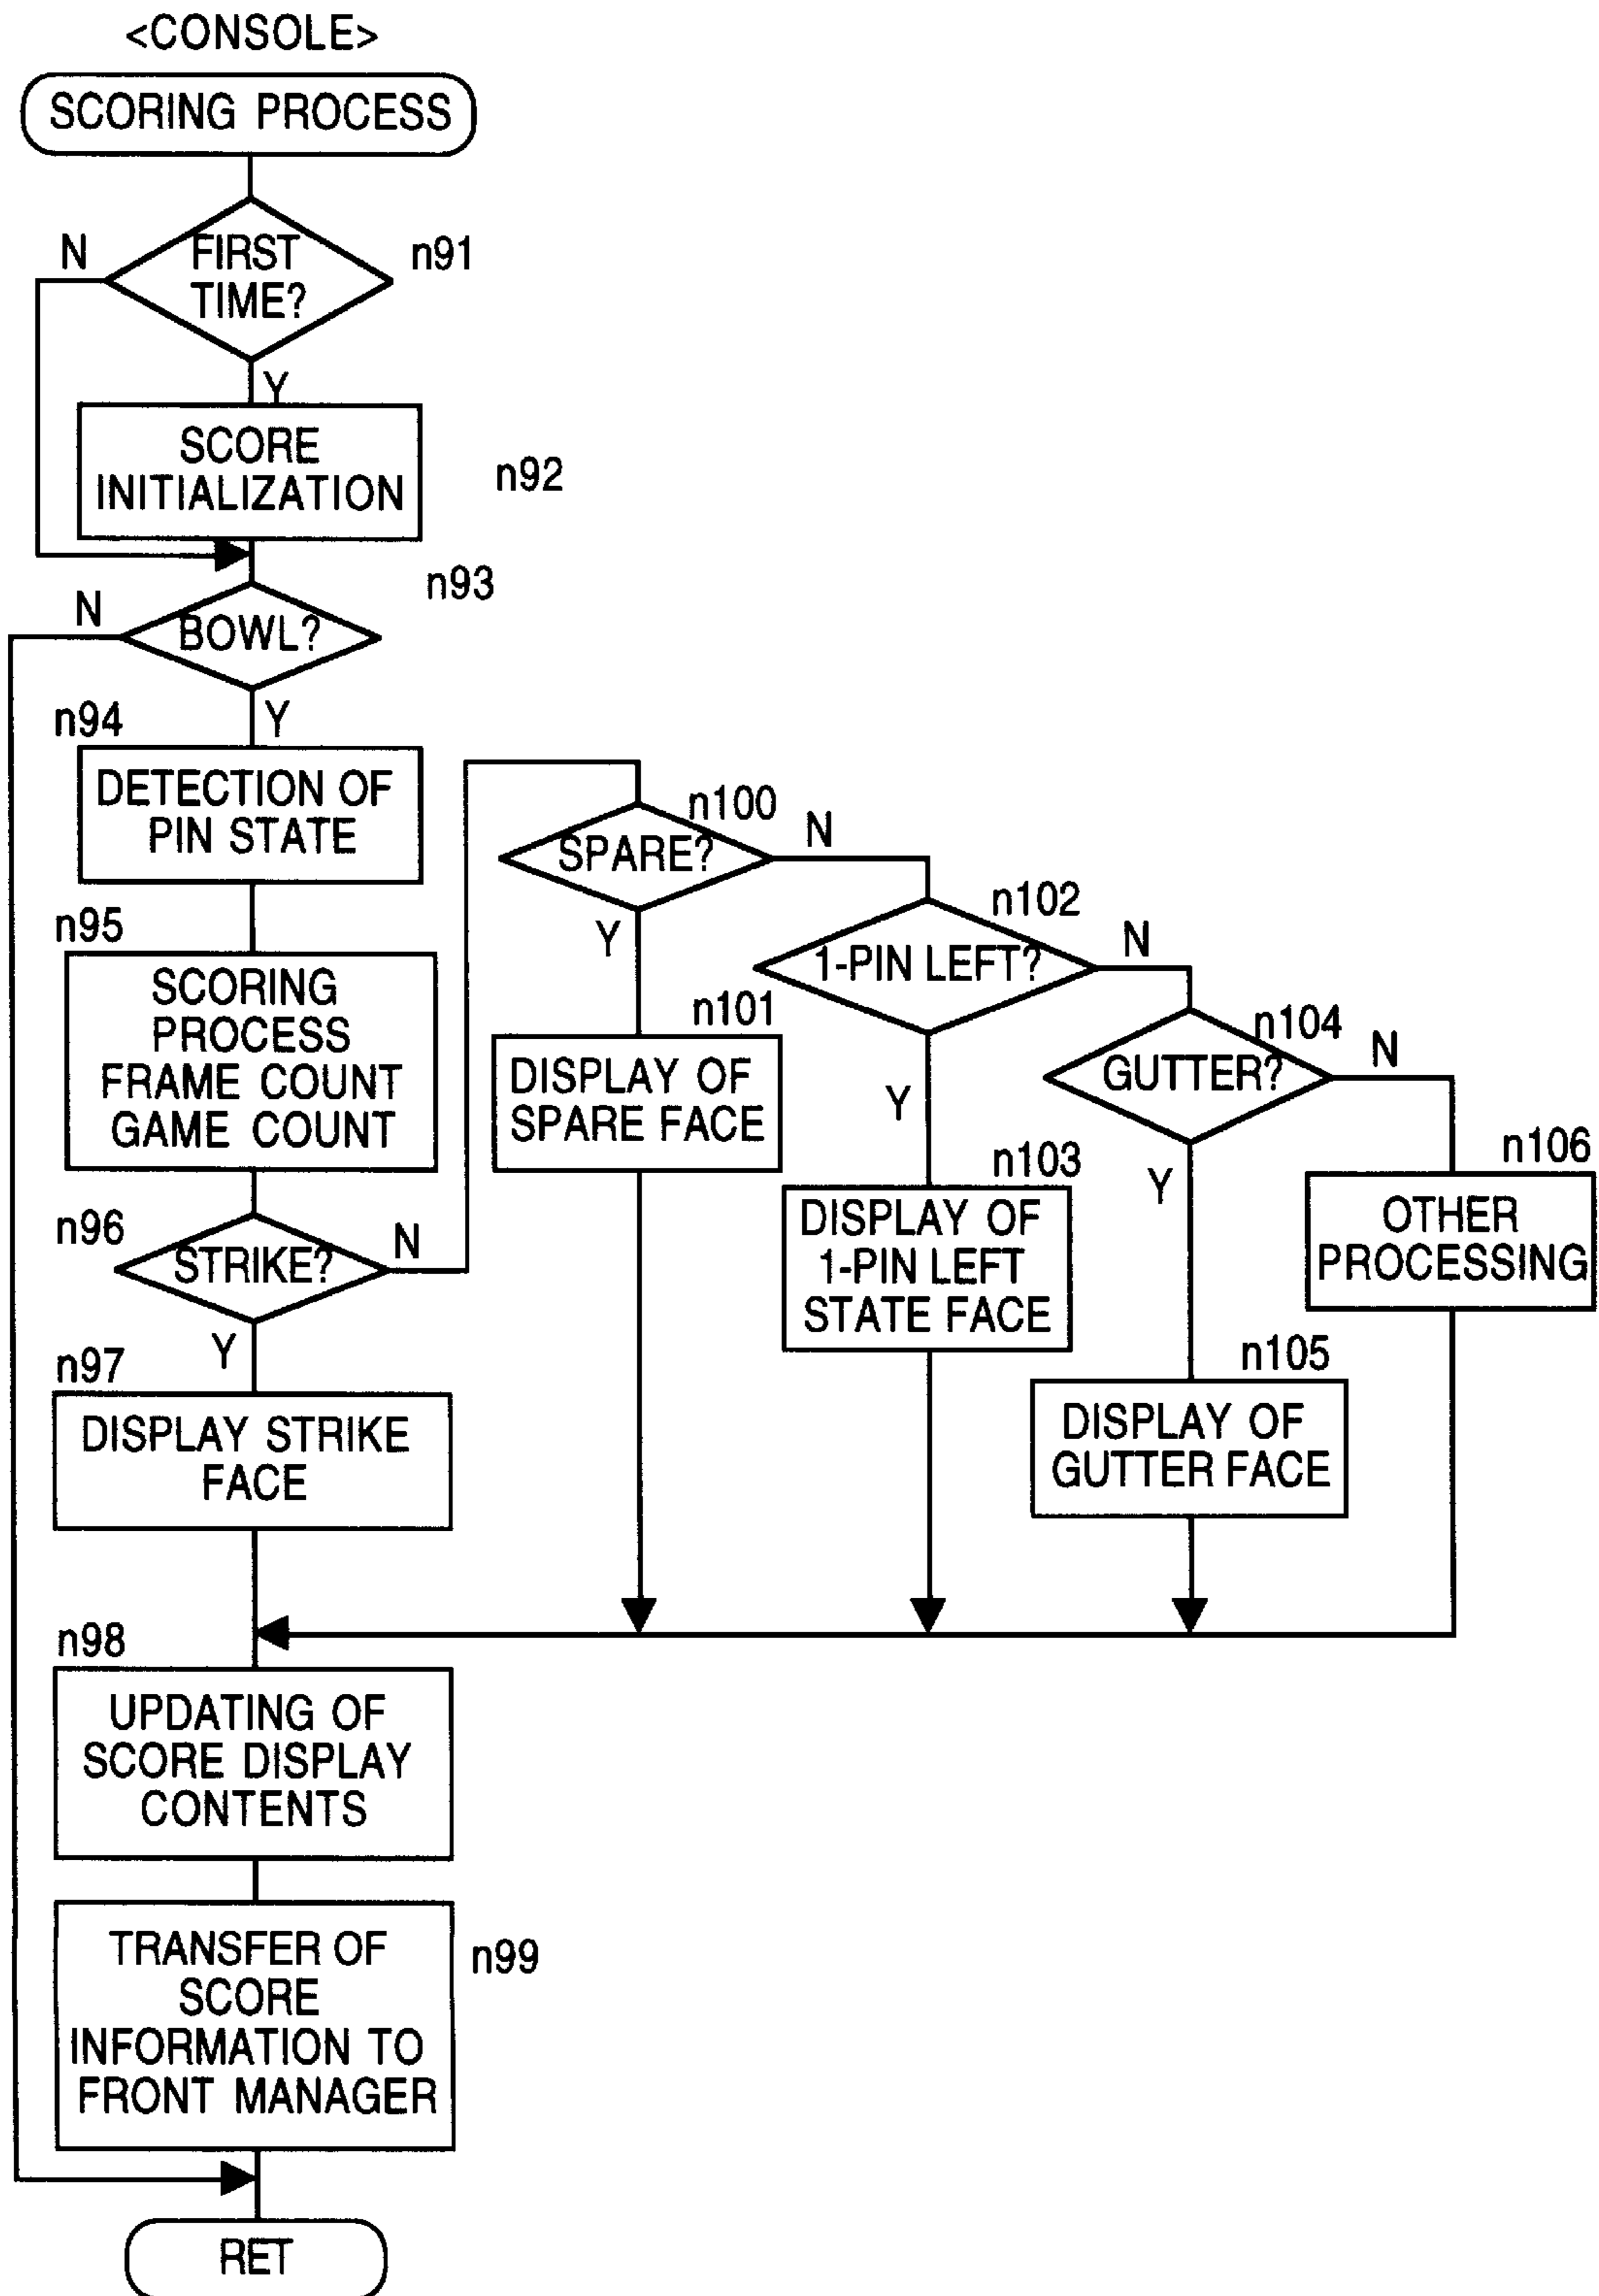 <CONSOLE>
SCORING PROCESS
N
FIRST
TIME?
n91
Y
SCORE
INITIALIZATION
n92
n93
N
BOWL?
Y
n94
DETECTION OF
PIN STATE
n95
SCORING
PROCESS
FRAME COUNT
GAME COUNT
n96
STRIKE?
N
Y
n97
DISPLAY STRIKE
FACE
n100
SPARE?
N
Y
n101
DISPLAY OF
SPARE FACE
n102
1-PIN LEFT?
N
Y
n103
DISPLAY OF
1-PIN LEFT
STATE FACE
n104
GUTTER?
N
Y
n105
DISPLAY OF
GUTTER FACE
n106
OTHER
PROCESSING
n98
UPDATING OF
SCORE DISPLAY
CONTENTS
TRANSFER OF
SCORE
INFORMATION TO
FRONT MANAGER
n99
RET